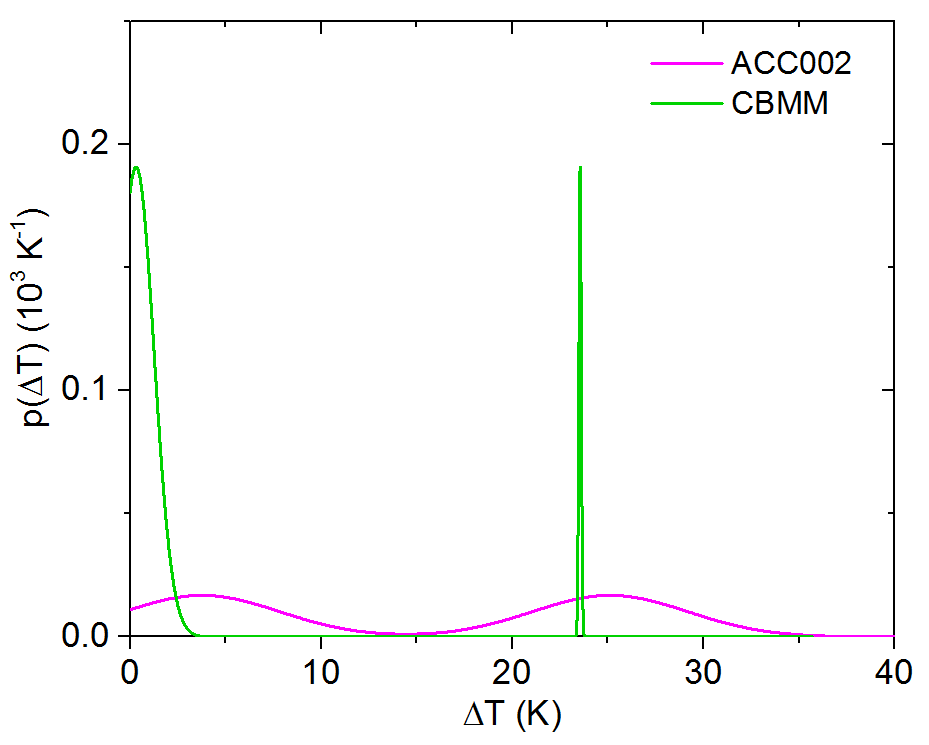 ACC002
CBMM
0.2
0.1
0.0
p(ΔT) (10³ K⁻¹)
0 10 20 30 40
ΔT (K)